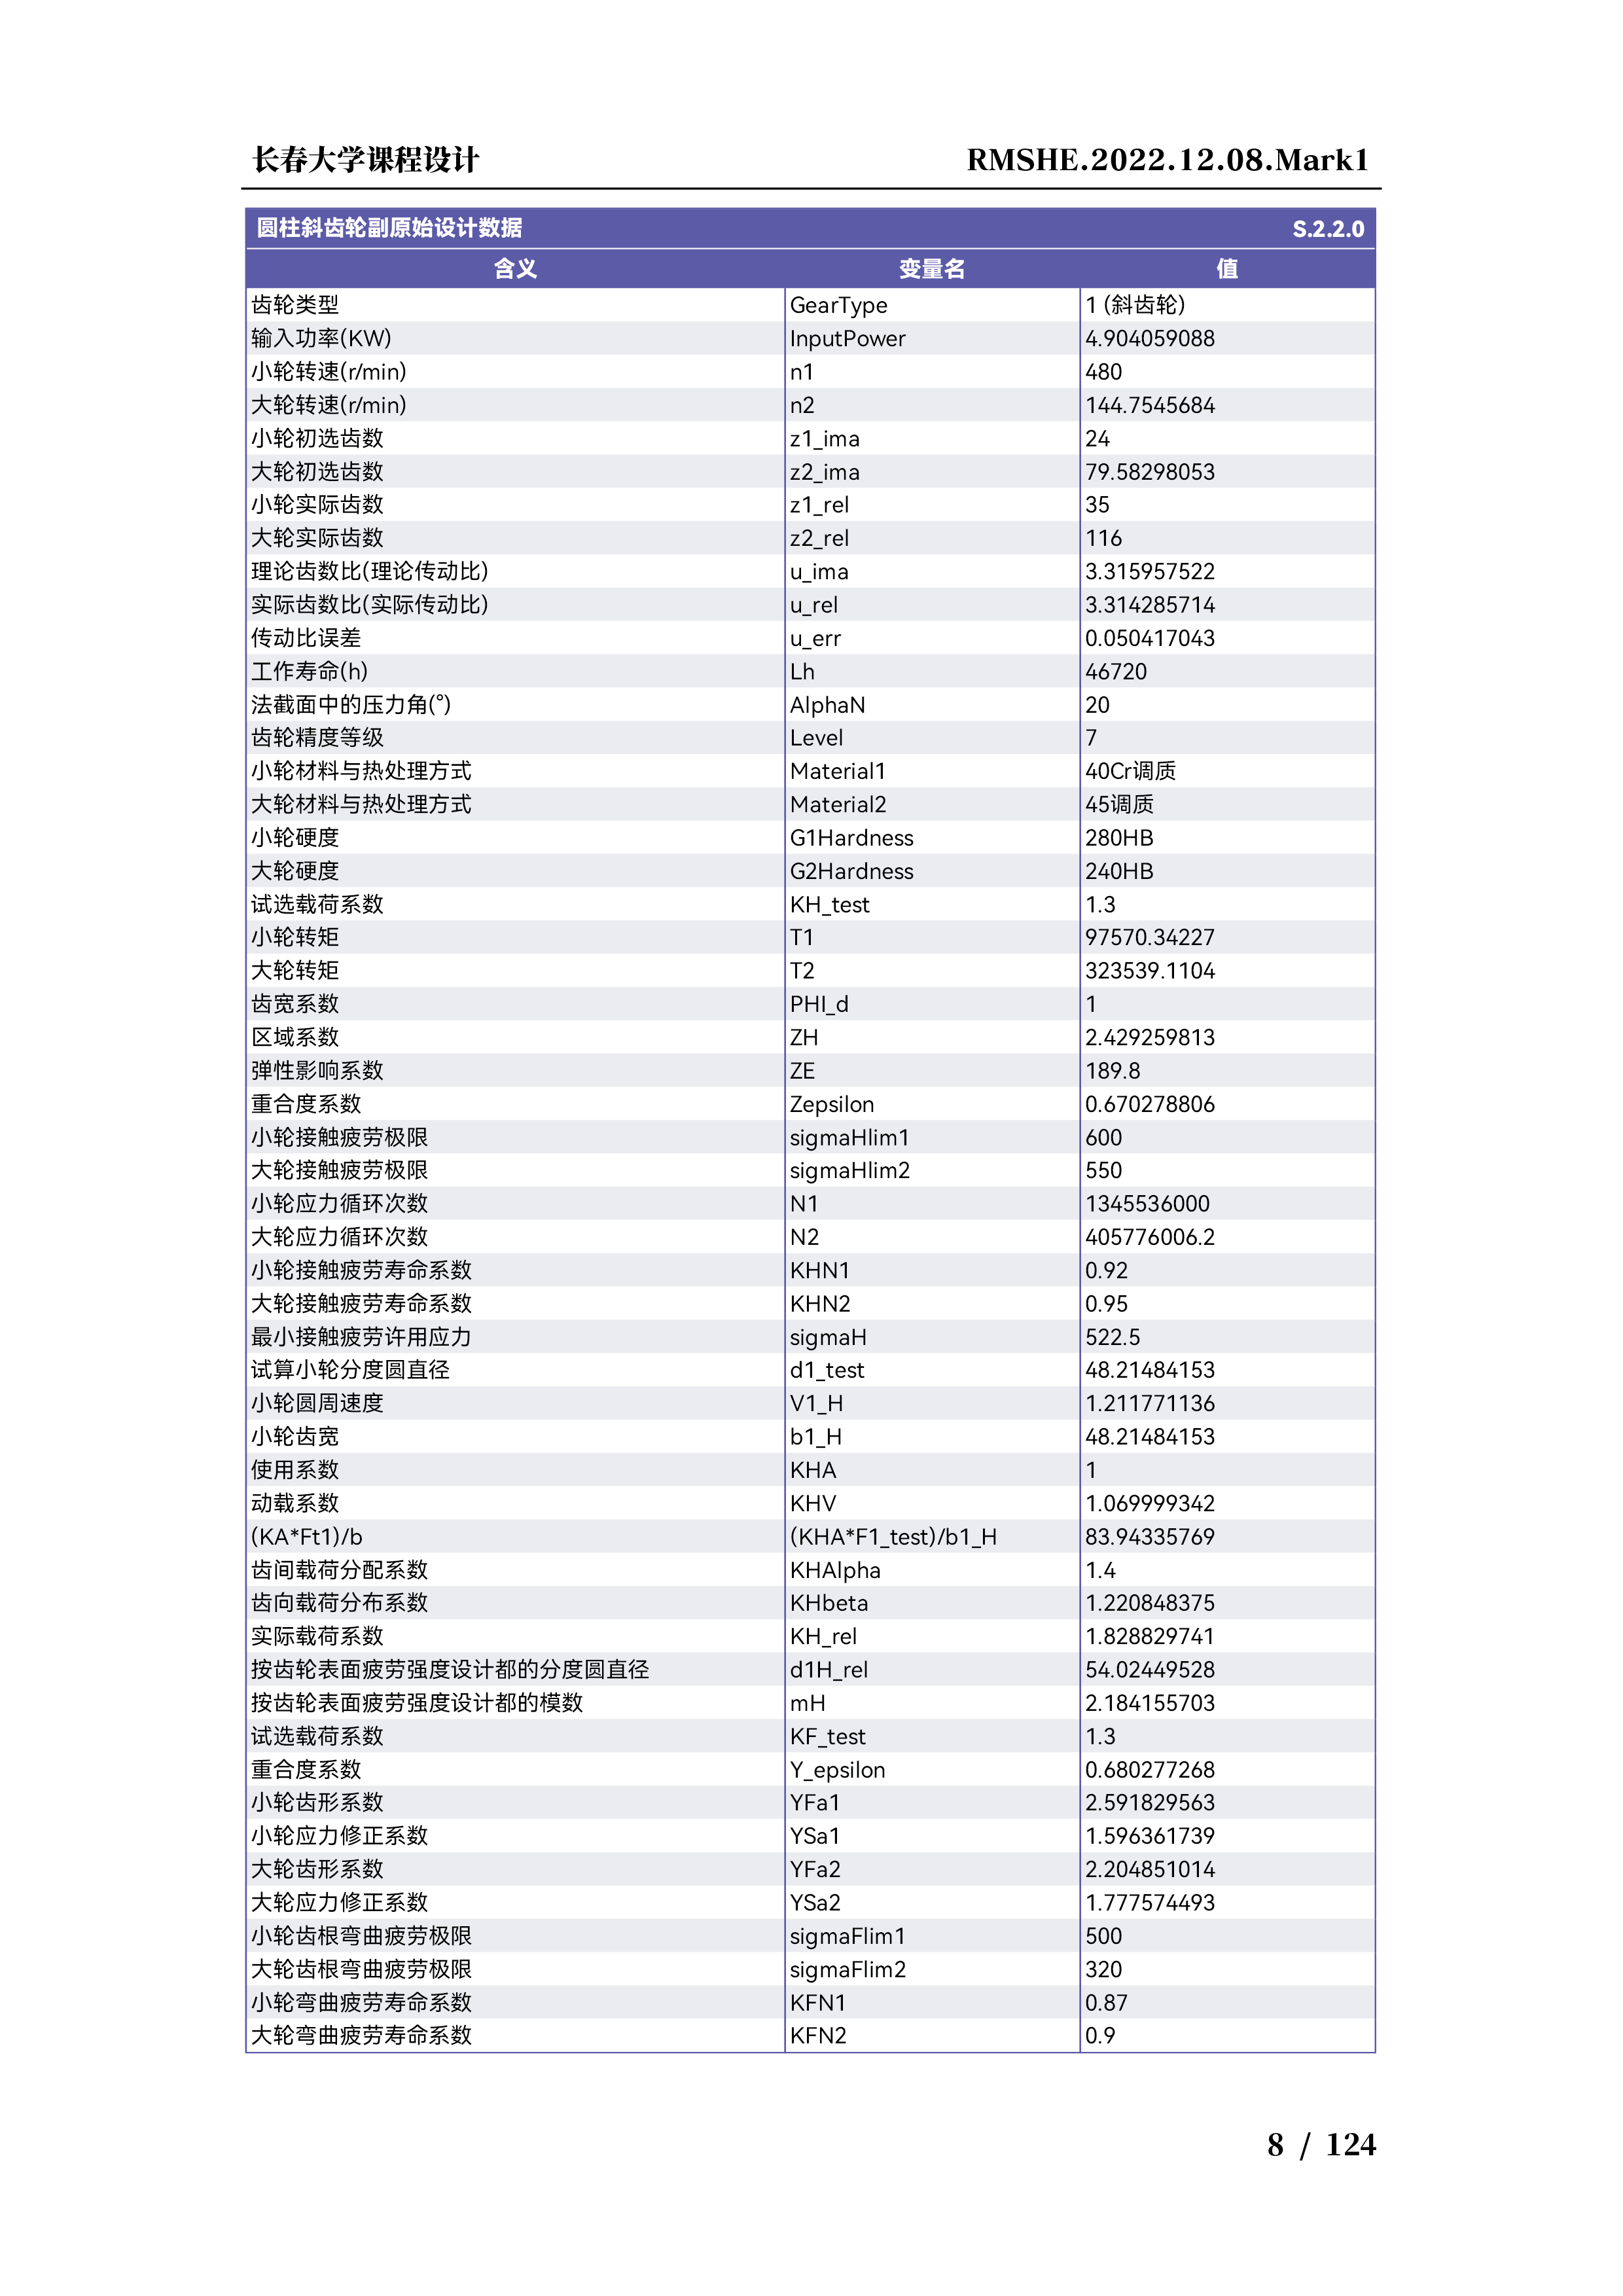 长春大学课程设计 RMSHE.2022.12.08.Mark1
圆柱斜齿轮副原始设计数据 S.2.2.0
含义 变量名 值
齿轮类型 GearType 1 (斜齿轮)
输入功率(KW) InputPower 4.904059088
小轮转速(r/min) n1 480
大轮转速(r/min) n2 144.7545684
小轮初选齿数 z1_ima 24
大轮初选齿数 z2_ima 79.58298053
小轮实际齿数 z1_rel 35
大轮实际齿数 z2_rel 116
理论齿数比(理论传动比) u_ima 3.315957522
实际齿数比(实际传动比) u_rel 3.314285714
传动比误差 u_err 0.050417043
工作寿命(h) Lh 46720
法截面中的压力角(°) AlphaN 20
齿轮精度等级 Level 7
小轮材料与热处理方式 Material1 40Cr调质
大轮材料与热处理方式 Material2 45调质
小轮硬度 G1Hardness 280HB
大轮硬度 G2Hardness 240HB
试选载荷系数 KH_test 1.3
小轮转矩 T1 97570.34227
大轮转矩 T2 323539.1104
齿宽系数 PHI_d 1
区域系数 ZH 2.429259813
弹性影响系数 ZE 189.8
重合度系数 Zepsilon 0.670278806
小轮接触疲劳极限 sigmaHlim1 600
大轮接触疲劳极限 sigmaHlim2 550
小轮应力循环次数 N1 1345536000
大轮应力循环次数 N2 405776006.2
小轮接触疲劳寿命系数 KHN1 0.92
大轮接触疲劳寿命系数 KHN2 0.95
最小接触疲劳许用应力 sigmaH 522.5
试算小轮分度圆直径 d1_test 48.21484153
小轮圆周速度 V1_H 1.211771136
小轮齿宽 b1_H 48.21484153
使用系数 KHA 1
动载系数 KHV 1.069999342
(KA*Ft1)/b (KHA*F1_test)/b1_H 83.94335769
齿间载荷分配系数 KHAlpha 1.4
齿向载荷分布系数 KHbeta 1.220848375
实际载荷系数 KH_rel 1.828829741
按齿轮表面疲劳强度设计都的分度圆直径 d1H_rel 54.02449528
按齿轮表面疲劳强度设计都的模数 mH 2.184155703
试选载荷系数 KF_test 1.3
重合度系数 Y_epsilon 0.680277268
小轮齿形系数 YFa1 2.591829563
小轮应力修正系数 YSa1 1.596361739
大轮齿形系数 YFa2 2.204851014
大轮应力修正系数 YSa2 1.777574493
小轮齿根弯曲疲劳极限 sigmaFlim1 500
大轮齿根弯曲疲劳极限 sigmaFlim2 320
小轮弯曲疲劳寿命系数 KFN1 0.87
大轮弯曲疲劳寿命系数 KFN2 0.9
8 / 124